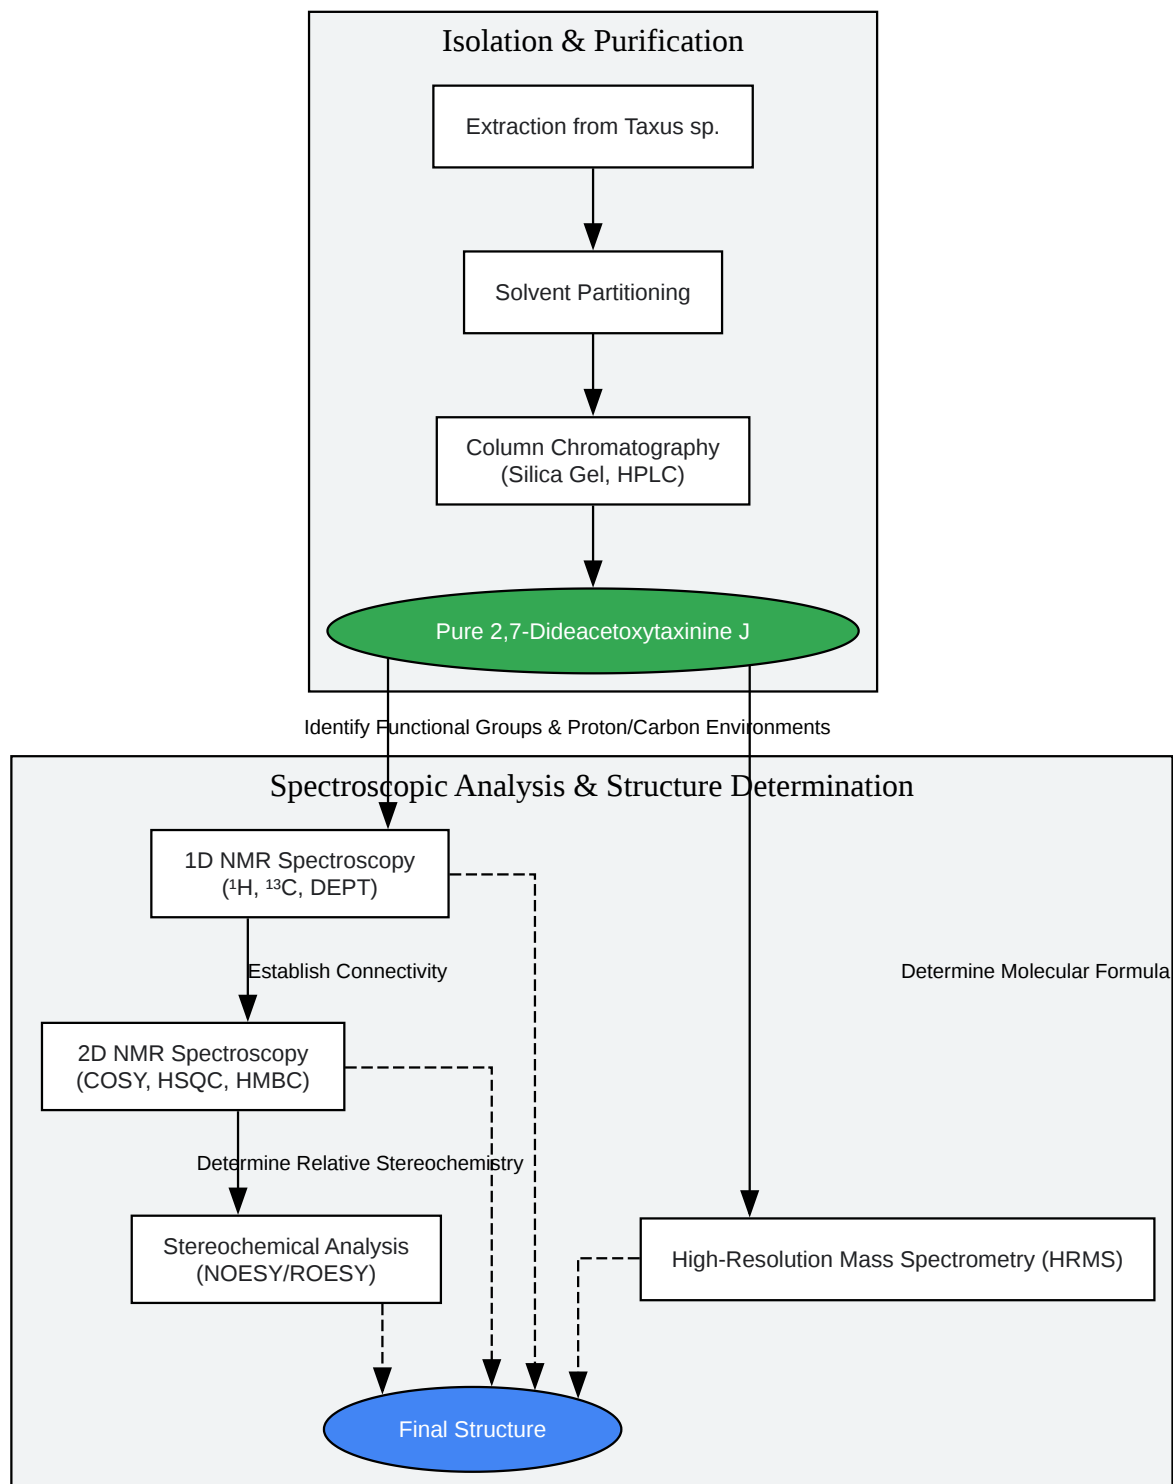 Isolation & Purification
Extraction from Taxus sp.
Solvent Partitioning
Column Chromatography
(Silica Gel, HPLC)
Pure 2,7-Dideacetoxytaxinine J
Identify Functional Groups & Proton/Carbon Environments
Spectroscopic Analysis & Structure Determination
1D NMR Spectroscopy
(¹H, ¹³C, DEPT)
Establish Connectivity
Determine Molecular Formula
2D NMR Spectroscopy
(COSY, HSQC, HMBC)
Determine Relative Stereochemistry
Stereochemical Analysis
(NOESY/ROESY)
High-Resolution Mass Spectrometry (HRMS)
Final Structure